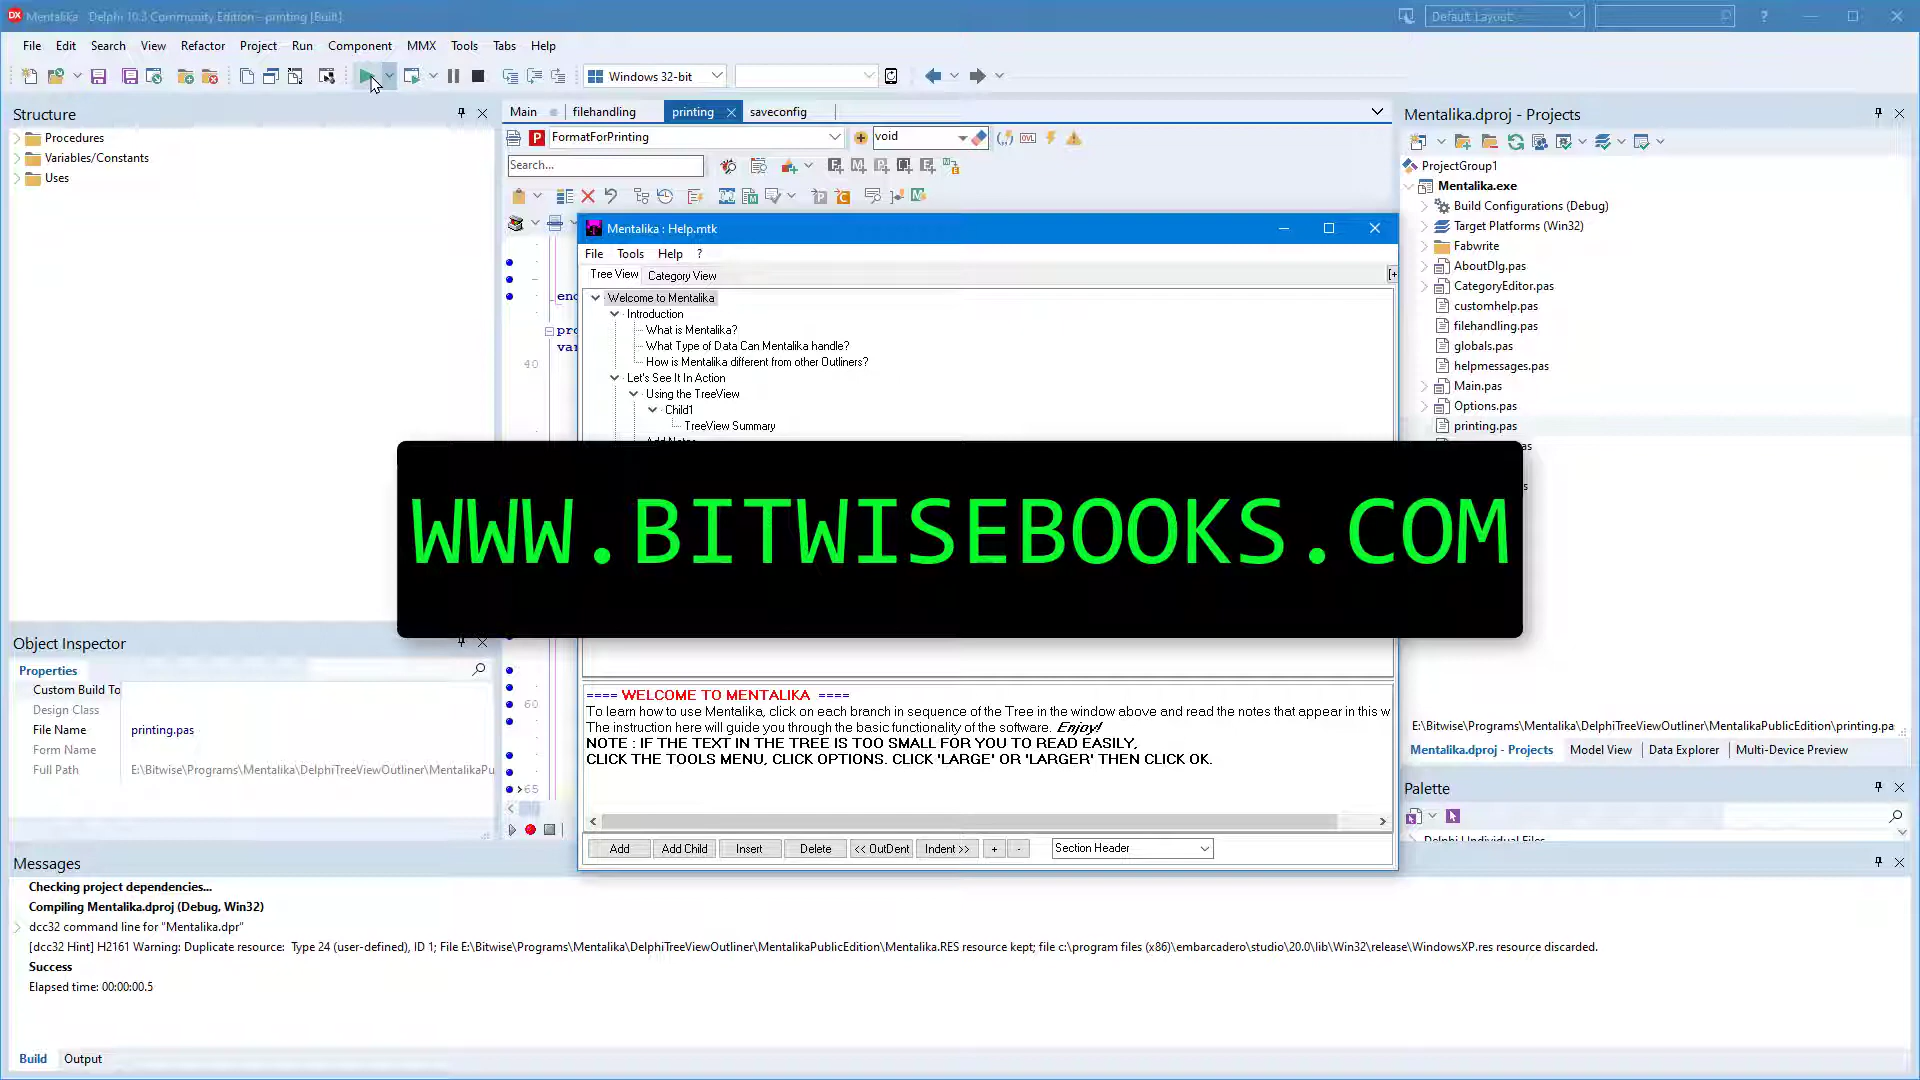 Mentalika Delphi 10.3 Community Edition – printing [Built]
Default Layout
?
File Edit Search View Refactor Project Run Component MMX Tools Tabs Help
Windows 32-bit
Structure
Procedures
Variables/Constants
Uses
Main filehandling printing saveconfig
FormatForPrinting
void
Search...
40
60
65
Mentalika : Help.mtk
File Tools Help ?
Tree View Category View
Welcome to Mentalika
Introduction
What is Mentalika?
What Type of Data Can Mentalika handle?
How is Mentalika different from other Outliners?
Let's See It In Action
Using the TreeView
Child1
TreeView Summary
WWW.BITWISEBOOKS.COM
==== WELCOME TO MENTALIKA ====
To learn how to use Mentalika, click on each branch in sequence of the Tree in the window above and read the notes that appear in this w
The instruction here will guide you through the basic functionality of the software. Enjoy!
NOTE : IF THE TEXT IN THE TREE IS TOO SMALL FOR YOU TO READ EASILY,
CLICK THE TOOLS MENU, CLICK OPTIONS. CLICK 'LARGE' OR 'LARGER' THEN CLICK OK.
Add Add Child Insert Delete << OutDent Indent >> + - Section Header
Mentalika.dproj - Projects
ProjectGroup1
Mentalika.exe
Build Configurations (Debug)
Target Platforms (Win32)
Fabwrite
AboutDlg.pas
CategoryEditor.pas
customhelp.pas
filehandling.pas
globals.pas
helpmessages.pas
Main.pas
Options.pas
printing.pas
E:\Bitwise\Programs\Mentalika\DelphiTreeViewOutliner\MentalikaPublicEdition\printing.pa
Mentalika.dproj - Projects Model View Data Explorer Multi-Device Preview
Palette
Object Inspector
Properties
Custom Build To
Design Class
File Name printing.pas
Form Name
Full Path E:\Bitwise\Programs\Mentalika\DelphiTreeViewOutliner\MentalikaPu
Messages
Checking project dependencies...
Compiling Mentalika.dproj (Debug, Win32)
dcc32 command line for "Mentalika.dpr"
[dcc32 Hint] H2161 Warning: Duplicate resource: Type 24 (user-defined), ID 1; File E:\Bitwise\Programs\Mentalika\DelphiTreeViewOutliner\MentalikaPublicEdition\Mentalika.RES resource kept; file c:\program files (x86)\embarcadero\studio\20.0\lib\Win32\release\WindowsXP.res resource discarded.
Success
Elapsed time: 00:00:00.5
Build Output